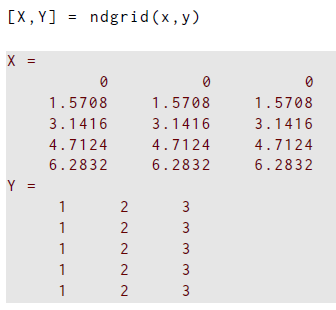 [X,Y] = ndgrid(x,y)
X =
0 0 0
1.5708 1.5708 1.5708
3.1416 3.1416 3.1416
4.7124 4.7124 4.7124
6.2832 6.2832 6.2832
Y =
1 2 3
1 2 3
1 2 3
1 2 3
1 2 3